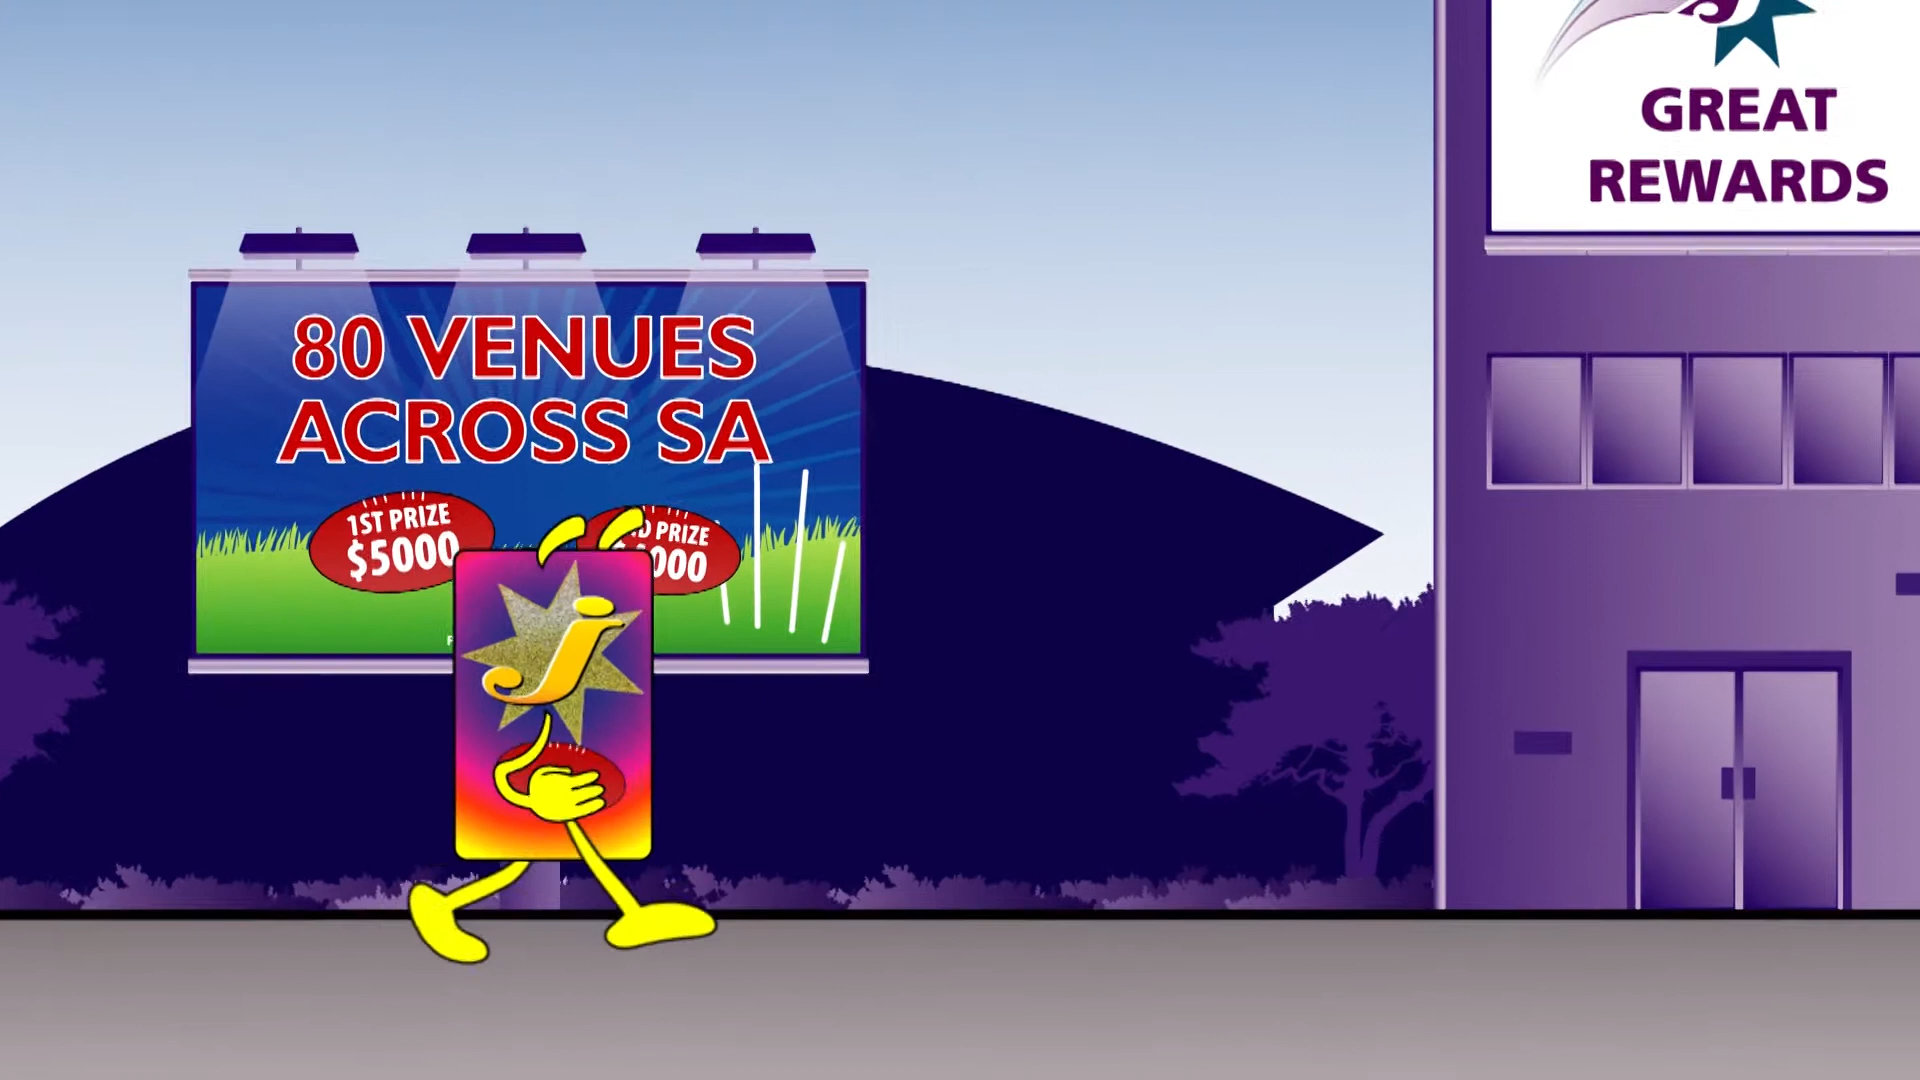 GREAT
REWARDS
80 VENUES
ACROSS SA
1ST PRIZE
$5000
PRIZE
J